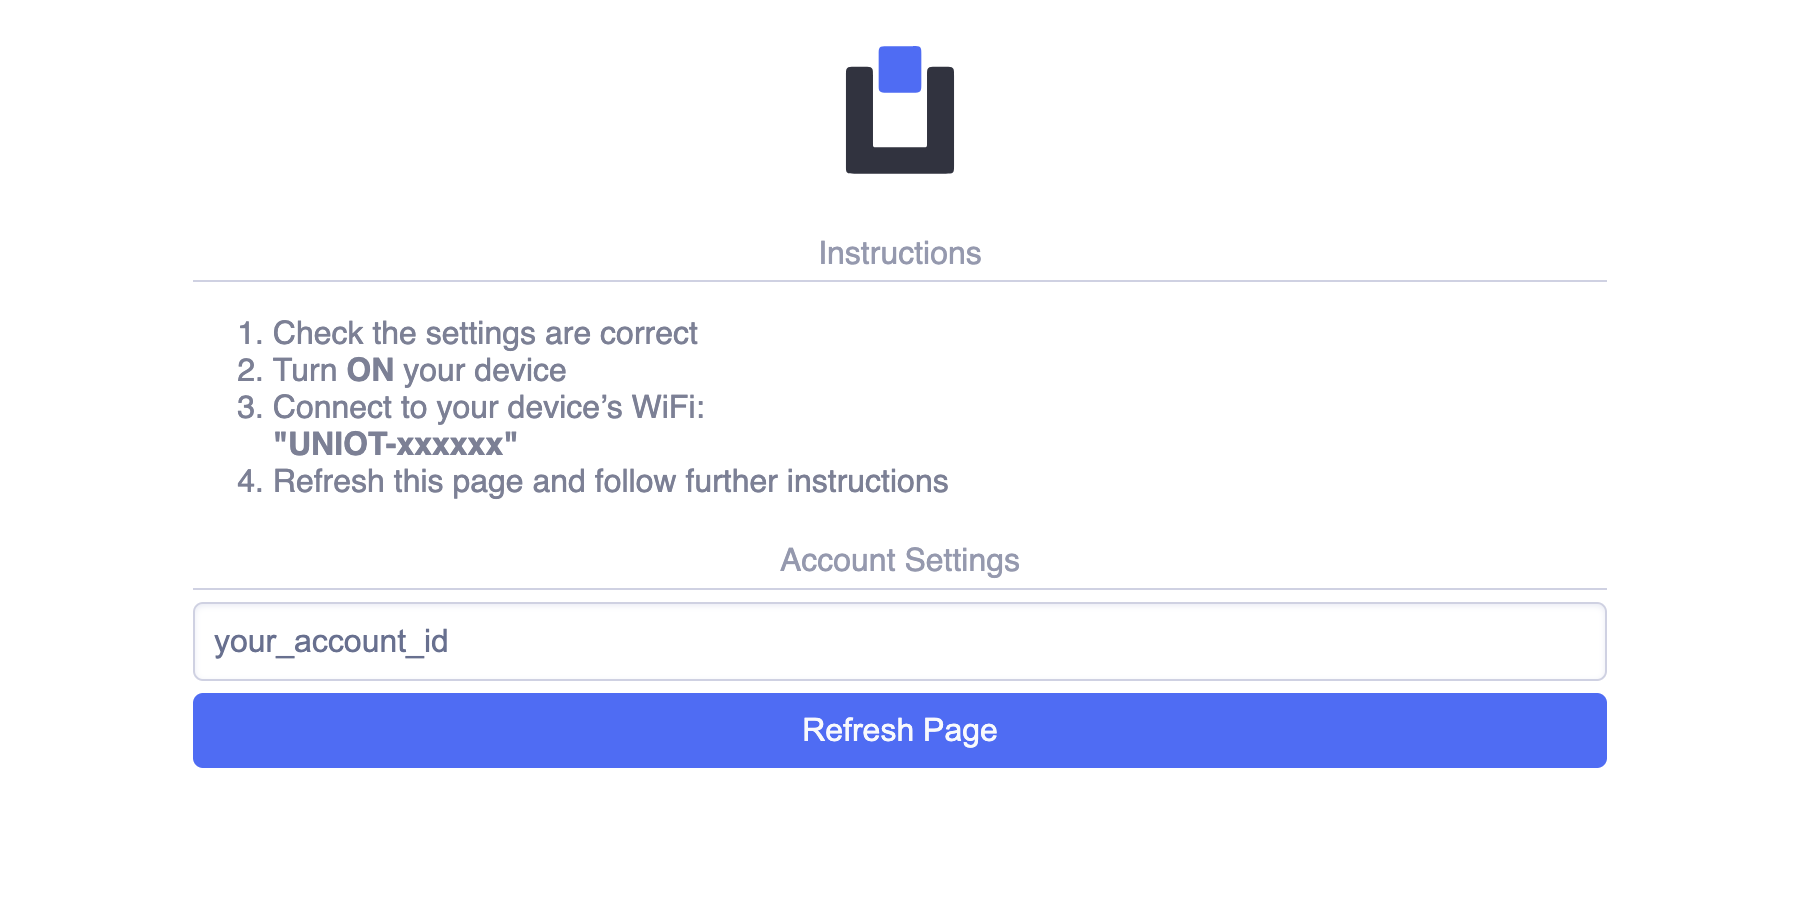 Instructions
1. Check the settings are correct
2. Turn ON your device
3. Connect to your device’s WiFi:
"UNIOT-xxxxxx"
4. Refresh this page and follow further instructions
Account Settings
your_account_id
Refresh Page